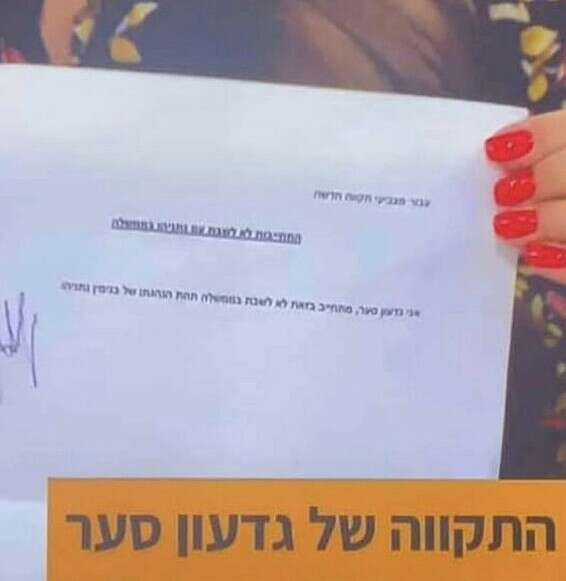 עבור מצביעי תקווה חדשה
התחייבות לא לשבת עם נתניהו בממשלה
אני גדעון סער, מתחייב בזאת לא לשבת בממשלה תחת הנהגתו של בנימין נתניהו.
התקווה של גדעון סער